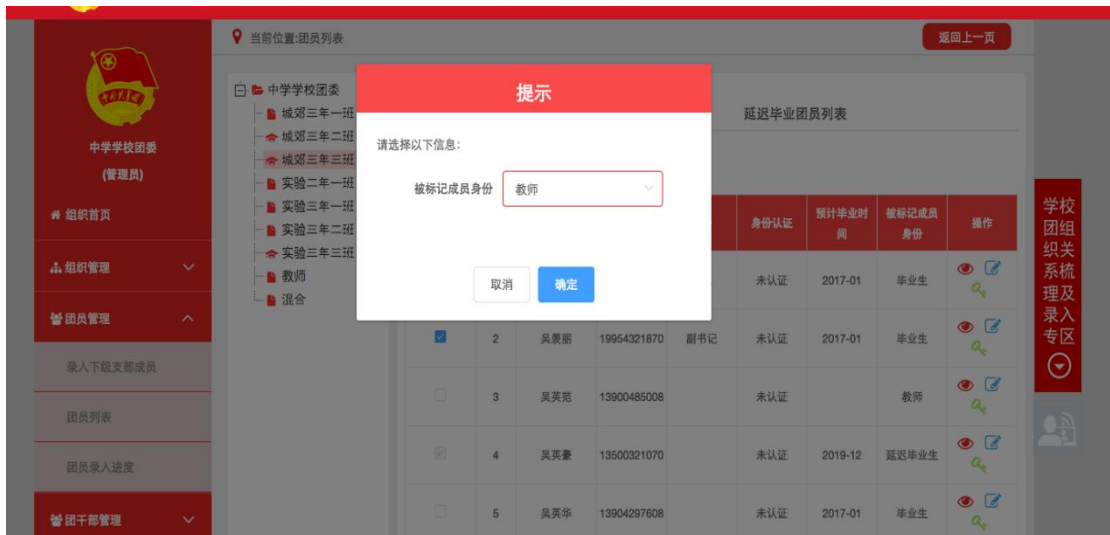 当前位置:团员列表
返回上一页
中学学校团委
(管理员)
组织首页
组织管理
团员管理
录入下级支部成员
团员列表
团员录入进度
团干部管理
中学学校团委
城郊三年一班
城郊三年二班
城郊三年三班
实验二年一班
实验三年一班
实验三年二班
实验三年三班
教师
混合
提示
请选择以下信息:
被标记成员身份 教师
取消 确定
延迟毕业团员列表
身份认证 预计毕业时间 被标记成员身份 操作
未认证 2017-01 毕业生
2 吴羡丽 19954321870 副书记 未认证 2017-01 毕业生
3 吴英范 13900485008 未认证 教师
4 吴英豪 13500321070 未认证 2019-12 延迟毕业生
5 吴英华 13904297608 未认证 2017-01 毕业生
学校
团组
织关
系梳
理及
录入
专区